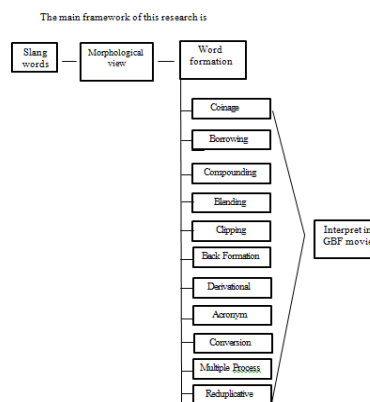 The main framework of this research is
Slang
words
Morphological
view
Word
formation
Coinage
Borrowing
Compounding
Blending
Clipping
Back Formation
Derivational
Acronym
Conversion
Multiple Process
Reduplicative
Interpret in
GBF movie